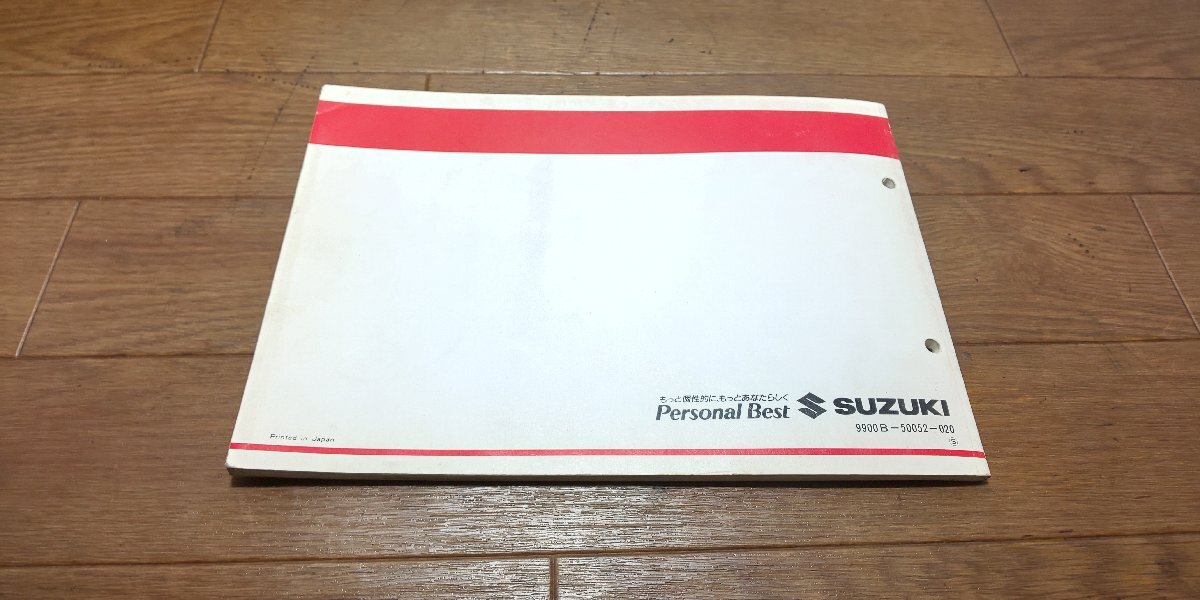 もっと個性的に、もっとあなたらしく
Personal Best SUZUKI
9900B-50052-020
Printed in Japan